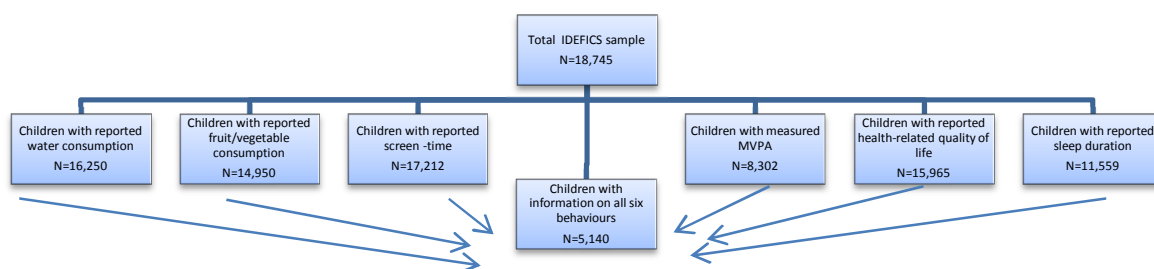 Total IDEFICS sample
N=18,745
Children with reported
water consumption
N=16,250
Children with reported
fruit/vegetable
consumption
N=14,950
Children with reported
screen -time
N=17,212
Children with
information on all six
behaviours
N=5,140
Children with measured
MVPA
N=8,302
Children with reported
health-related quality of
life
N=15,965
Children with reported
sleep duration
N=11,559